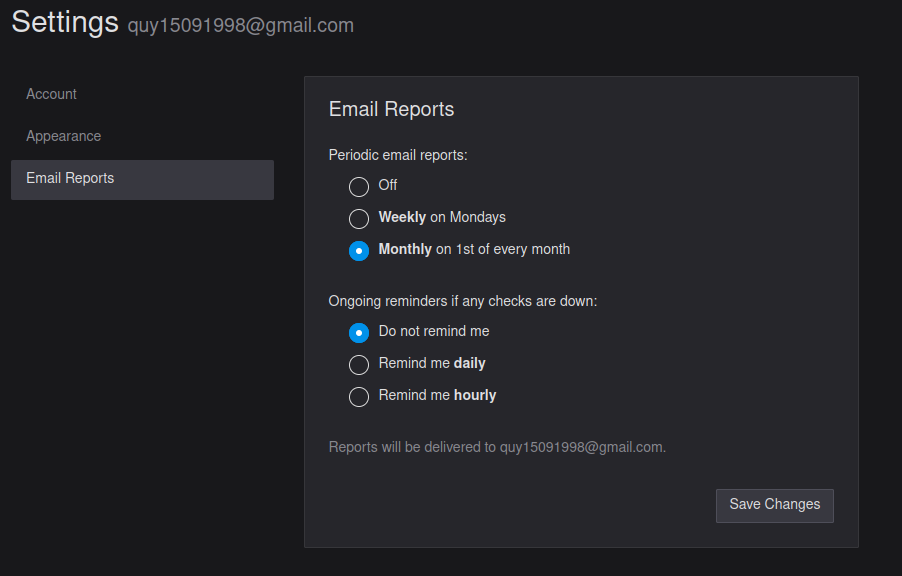 Settings quy15091998@gmail.com
Account
Appearance
Email Reports
Email Reports
Periodic email reports:
Off
Weekly on Mondays
Monthly on 1st of every month
Ongoing reminders if any checks are down:
Do not remind me
Remind me daily
Remind me hourly
Reports will be delivered to quy15091998@gmail.com.
Save Changes